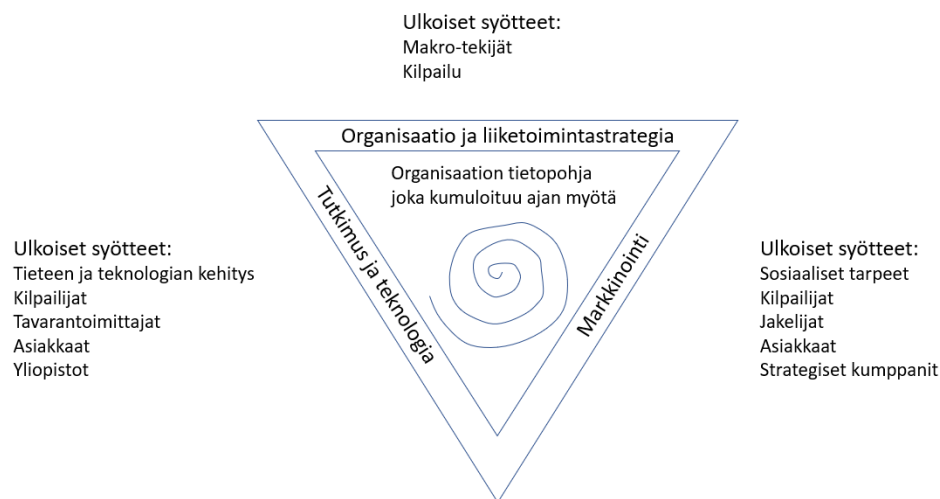 Ulkoiset syötteet:
Makro-tekijät
Kilpailu
Organisaatio ja liiketoimintastrategia
Organisaation tietopohja
joka kumuloituu ajan myötä
Tutkimus ja teknologia
Markkinointi
Ulkoiset syötteet:
Tieteen ja teknologian kehitys
Kilpailijat
Tavarantoimittajat
Asiakkaat
Yliopistot
Ulkoiset syötteet:
Sosiaaliset tarpeet
Kilpailijat
Jakelijat
Asiakkaat
Strategiset kumppanit